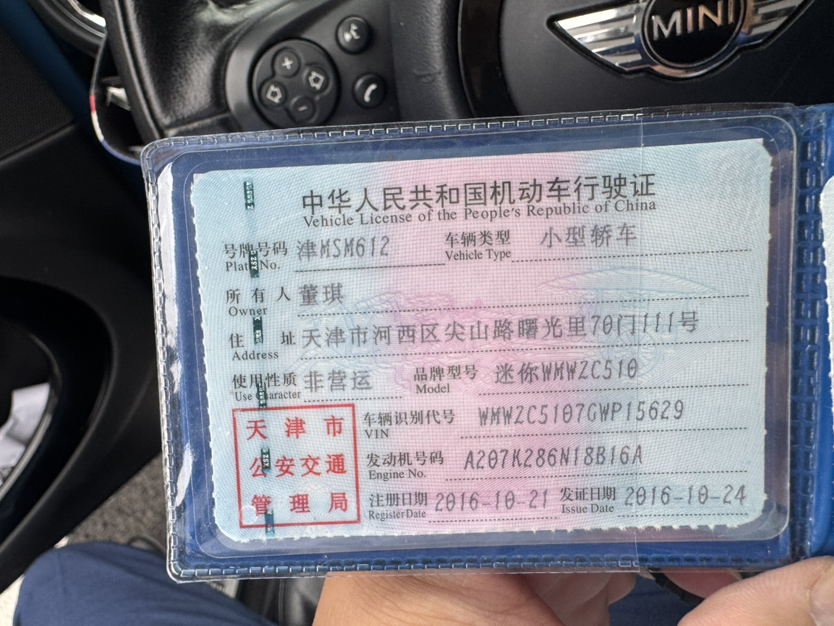 MINI
中华人民共和国机动车行驶证
Vehicle License of the People's Republic of China
号牌号码 津MSM612 车辆类型 小型轿车
Plate No. Vehicle Type
所有人 董琪
Owner
住址 天津市河西区尖山路曙光里70门111号
Address
使用性质 非营运 品牌型号 迷你WMWZC510
Use Character Model
车辆识别代号 WMWZC5107GWP15629
VIN
发动机号码 A207K286N18B16A
Engine No.
注册日期 2016-10-21 发证日期 2016-10-24
Register Date Issue Date
天津市
公安交通
管理局